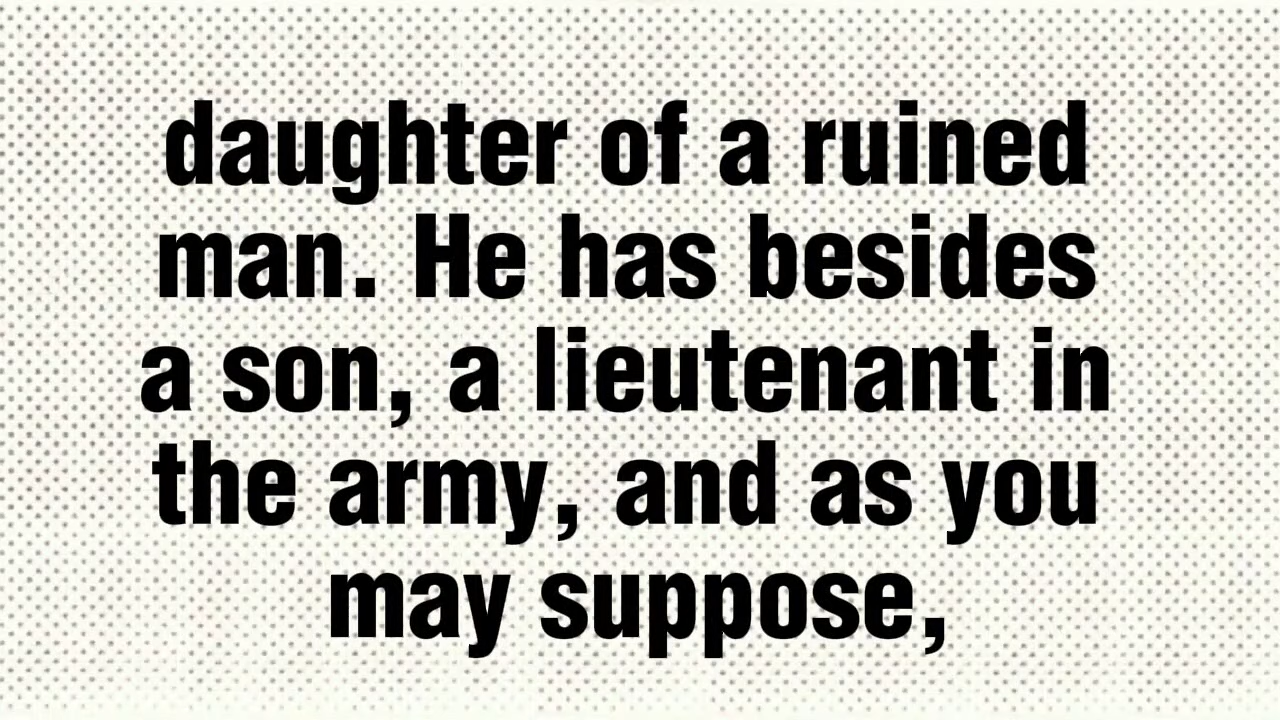 daughter of a ruined
man. He has besides
a son, a lieutenant in
the army, and as you
may suppose,